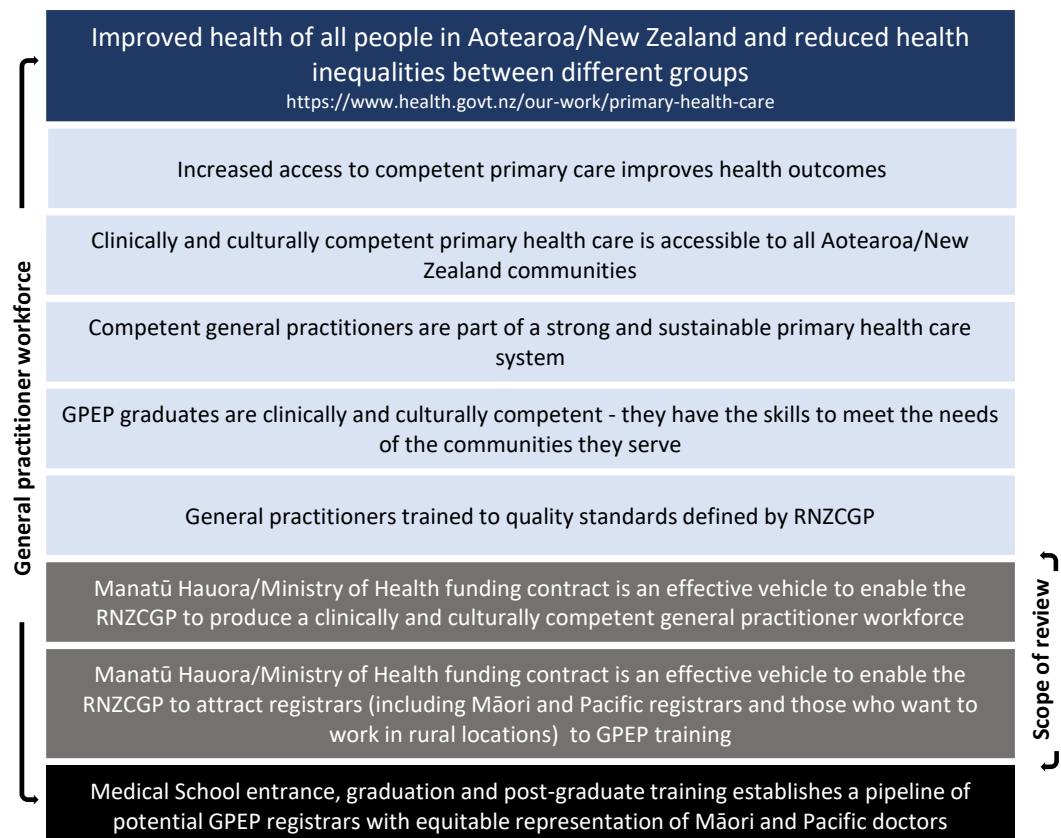 Improved health of all people in Aotearoa/New Zealand and reduced health
inequalities between different groups
https://www.health.govt.nz/our-work/primary-health-care
Increased access to competent primary care improves health outcomes
Clinically and culturally competent primary health care is accessible to all Aotearoa/New
Zealand communities
Competent general practitioners are part of a strong and sustainable primary health care
system
GPEP graduates are clinically and culturally competent - they have the skills to meet the needs
of the communities they serve
General practitioners trained to quality standards defined by RNZCGP
Manatū Hauora/Ministry of Health funding contract is an effective vehicle to enable the
RNZCGP to produce a clinically and culturally competent general practitioner workforce
Manatū Hauora/Ministry of Health funding contract is an effective vehicle to enable the
RNZCGP to attract registrars (including Māori and Pacific registrars and those who want to
work in rural locations)  to GPEP training
Medical School entrance, graduation and post-graduate training establishes a pipeline of
potential GPEP registrars with equitable representation of Māori and Pacific doctors
General practitioner workforce
Scope of review